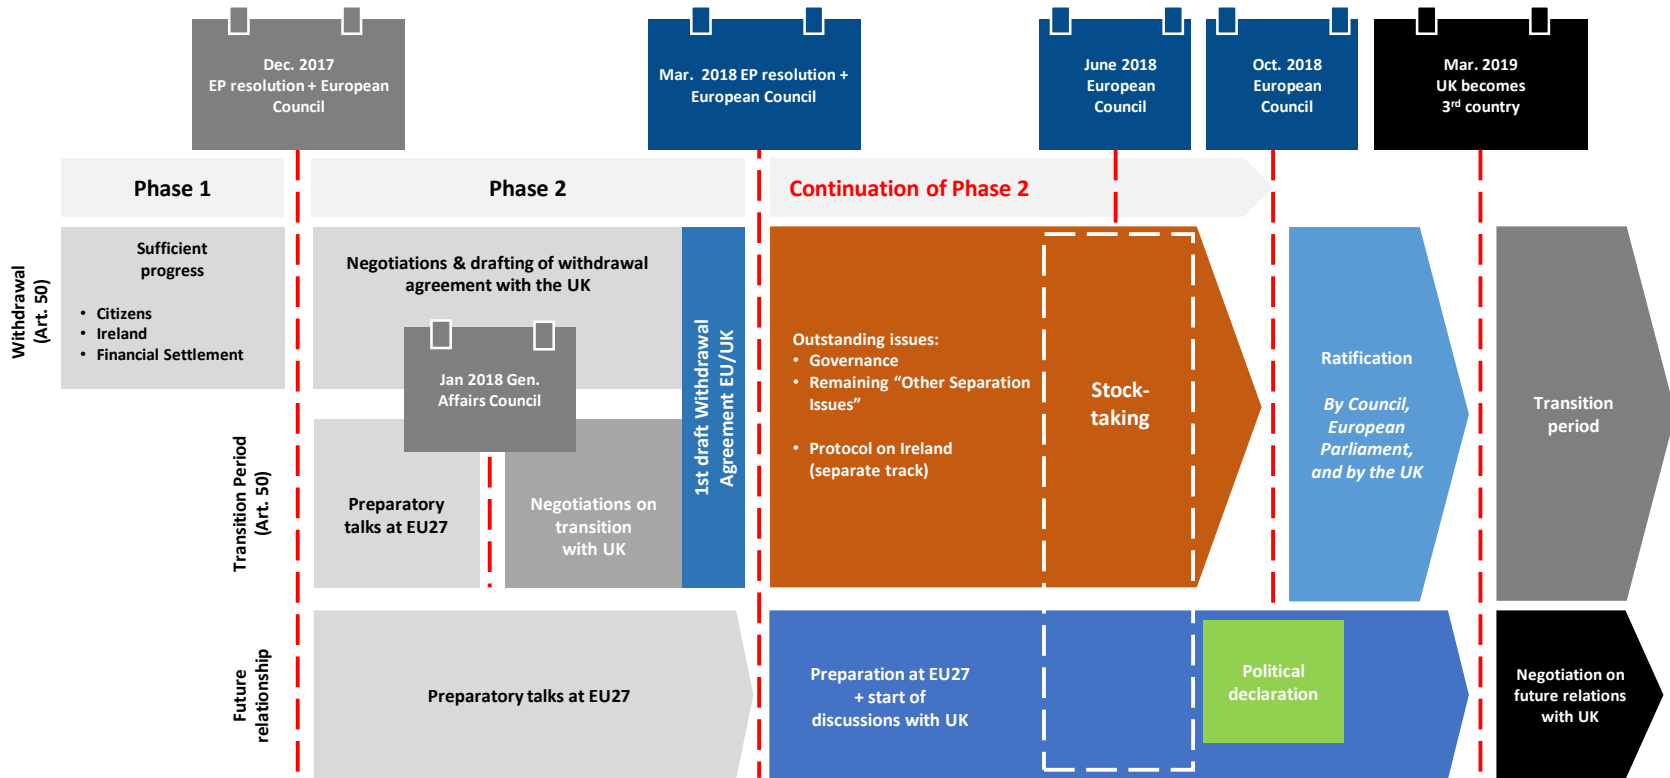 Dec. 2017
EP resolution + European
Council
Mar. 2018 EP resolution +
European Council
June 2018
European
Council
Oct. 2018
European
Council
Mar. 2019
UK becomes
3rd country
Phase 1
Phase 2
Continuation of Phase 2
Withdrawal
(Art. 50)
Sufficient
progress
• Citizens
• Ireland
• Financial Settlement
Negotiations & drafting of withdrawal
agreement with the UK
Jan 2018 Gen.
Affairs Council
1st draft Withdrawal
Agreement EU/UK
Outstanding issues:
• Governance
• Remaining “Other Separation
Issues”
• Protocol on Ireland
(separate track)
Stock-
taking
Ratification
By Council,
European
Parliament,
and by the UK
Transition
period
Transition Period
(Art. 50)
Preparatory
talks at EU27
Negotiations on
transition
with UK
Future
relationship
Preparatory talks at EU27
Preparation at EU27
+ start of
discussions with UK
Political
declaration
Negotiation on
future relations
with UK